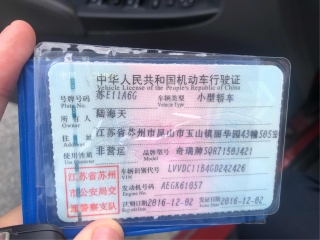 中华人民共和国机动车行驶证
Vehicle License of the People's Republic of China
号牌号码 苏E11A6G 车辆类型 小型轿车
Plate No. Vehicle Type
所有人 陆海天
Owner
住址 江苏省苏州市昆山市玉山镇丽华园43幢505室
Address
使用性质 非营运 品牌型号 奇瑞牌SQR7150J421
Use Character Model
江苏省苏州
市公安局交
通警察支队
车辆识别代号 LVVDC11B4GD242426
VIN
发动机号码 AEGK61057
Engine No.
注册日期 2016-12-02 发证日期 2016-12-02
Register Date Issue Date